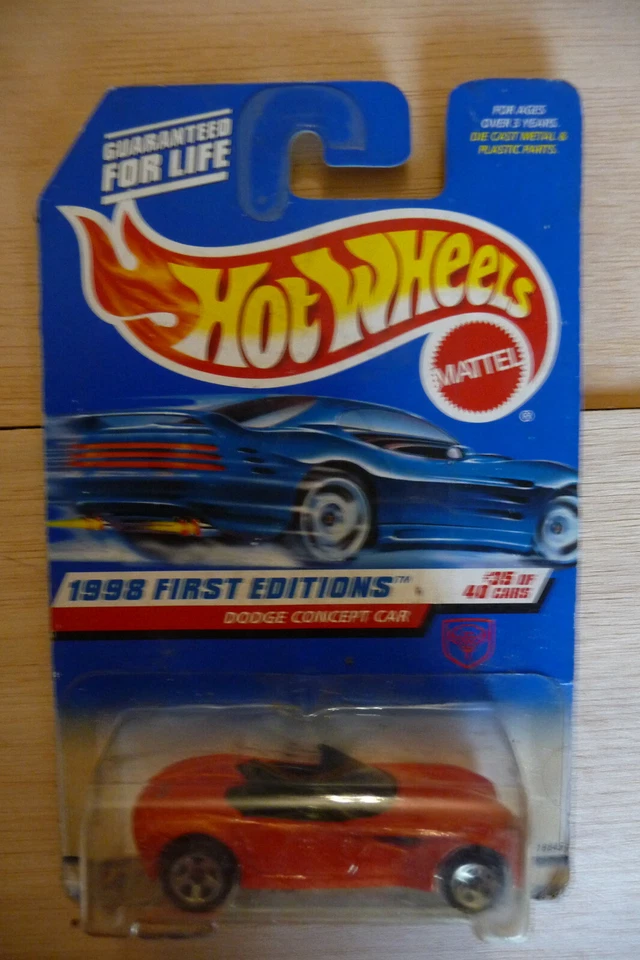 GUARANTEED
FOR LIFE
FOR AGES
OVER 3 YEARS.
DIE CAST METAL &
PLASTIC PARTS.
HOT WHEELS
MATTEL
®
1998 FIRST EDITIONS™
#35 OF
40 CARS
DODGE CONCEPT CAR